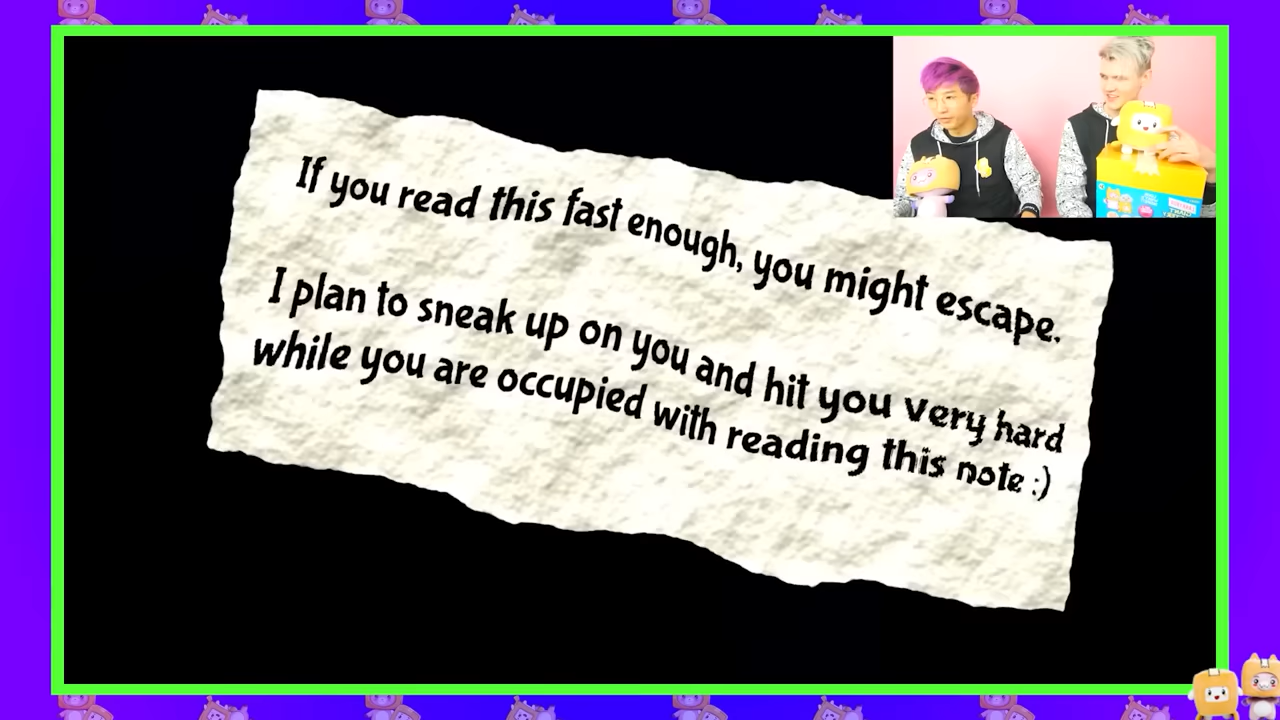 If you read this fast enough, you might escape.
I plan to sneak up on you and hit you very hard
while you are occupied with reading this note :)